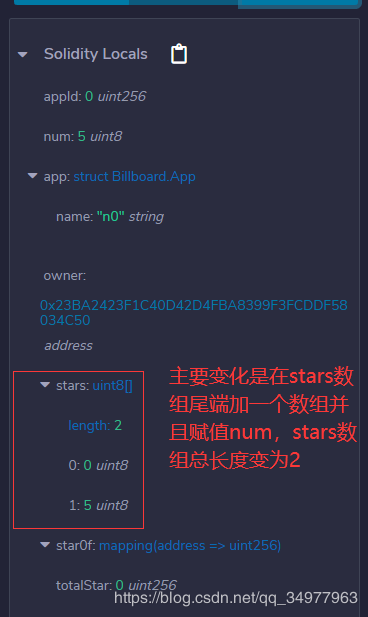 Solidity Locals
appId: 0 uint256
num: 5 uint8
app: struct Billboard.App
name: "n0" string
owner:
0x23BA2423F1C40D42D4FBA8399F3FCDDF58
034C50
address
stars: uint8[]
length: 2
0: 0 uint8
1: 5 uint8
主要变化是在stars数
组尾端加一个数组并
且赋值num，stars数
组总长度变为2
star0f: mapping(address => uint256)
totalStar: 0 uint256
https://blog.csdn.net/qq_34977963